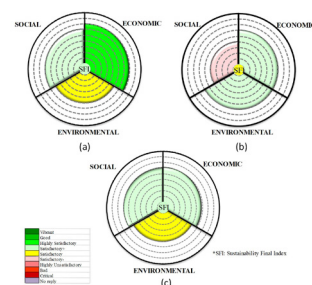 SOCIAL
ECONOMIC
SFI
ENVIRONMENTAL
(a)
SOCIAL
ECONOMIC
SFI
ENVIRONMENTAL
(b)
SOCIAL
ECONOMIC
SFI
ENVIRONMENTAL
(c)
Vibrant
Good
Highly Satisfactory
Satisfactory+
Satisfactory
Satisfactory-
Highly Unsatisfactory
Bad
Critical
No reply
*SFI: Sustainability Final Index